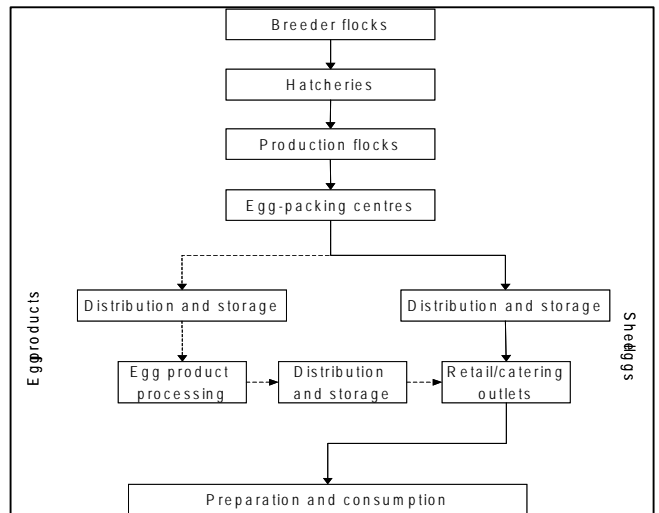 Breeder flocks
Hatcheries
Production flocks
Egg-packing centres
Distribution and storage
Distribution and storage
Egg product
processing
Distribution
and storage
Retail/catering
outlets
Preparation and consumption